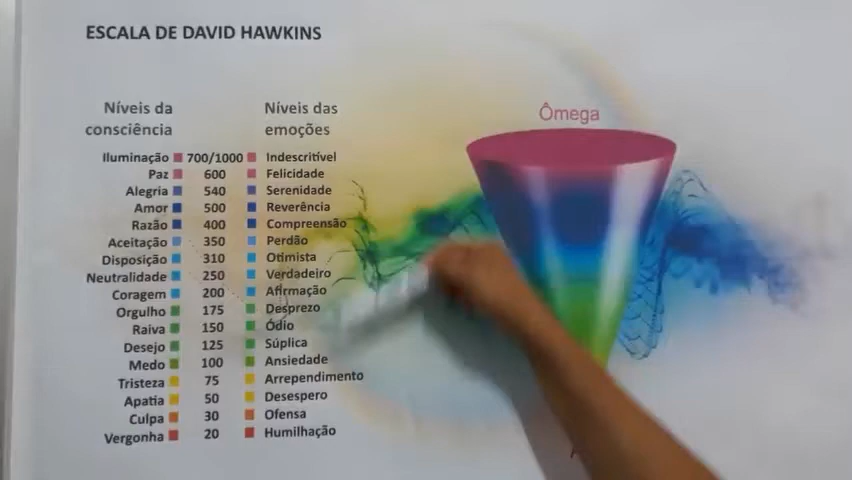 ESCALA DE DAVID HAWKINS
Níveis da consciência
Níveis das emoções
Iluminação 700/1000 Indescritível
Paz 600 Felicidade
Alegria 540 Serenidade
Amor 500 Reverência
Razão 400 Compreensão
Aceitação 350 Perdão
Disposição 310 Otimista
Neutralidade 250 Verdadeiro
Coragem 200 Afirmação
Orgulho 175 Desprezo
Raiva 150 Ódio
Desejo 125 Súplica
Medo 100 Ansiedade
Tristeza 75 Arrependimento
Apatia 50 Desespero
Culpa 30 Ofensa
Vergonha 20 Humilhação
Ômega